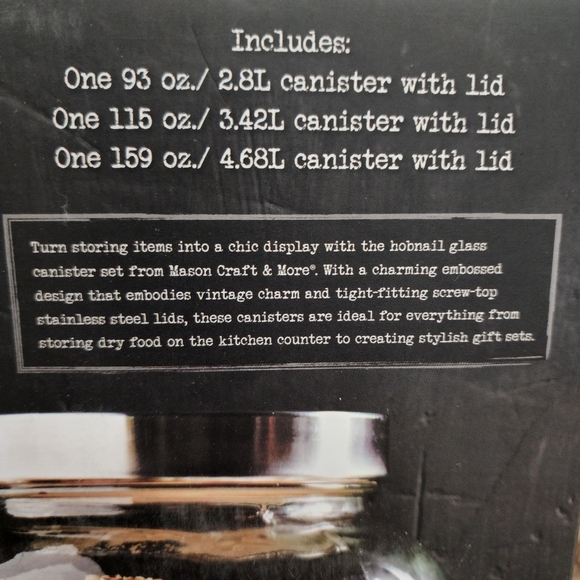 Includes:
One 93 oz./ 2.8L canister with lid
One 115 oz./ 3.42L canister with lid
One 159 oz./ 4.68L canister with lid
Turn storing items into a chic display with the hobnail glass
canister set from Mason Craft & More®. With a charming embossed
design that embodies vintage charm and tight-fitting screw-top
stainless steel lids, these canisters are ideal for everything from
storing dry food on the kitchen counter to creating stylish gift sets.